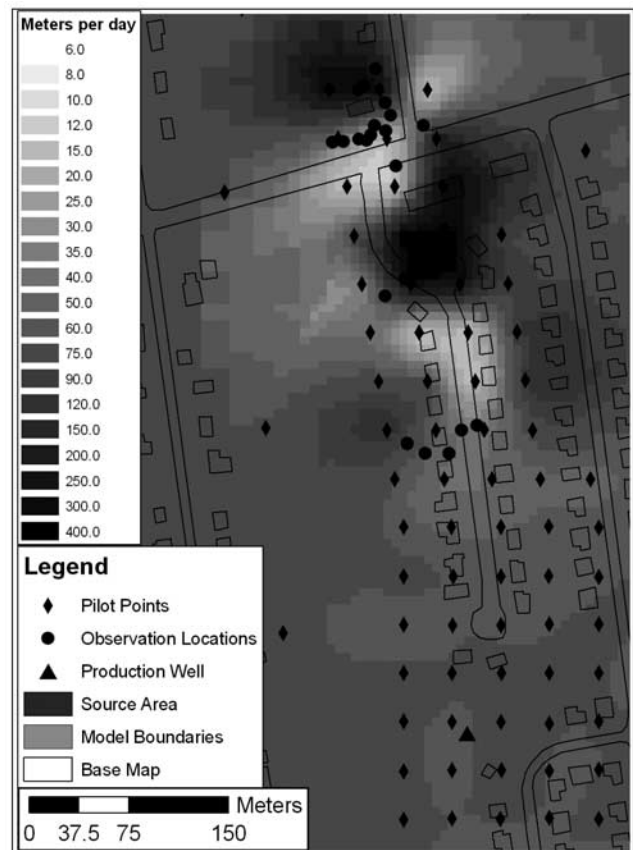 Meters per day
6.0
8.0
10.0
12.0
15.0
20.0
25.0
30.0
35.0
40.0
50.0
60.0
75.0
90.0
120.0
150.0
200.0
250.0
300.0
400.0
Legend
Pilot Points
Observation Locations
Production Well
Source Area
Model Boundaries
Base Map
Meters
0 37.5 75 150